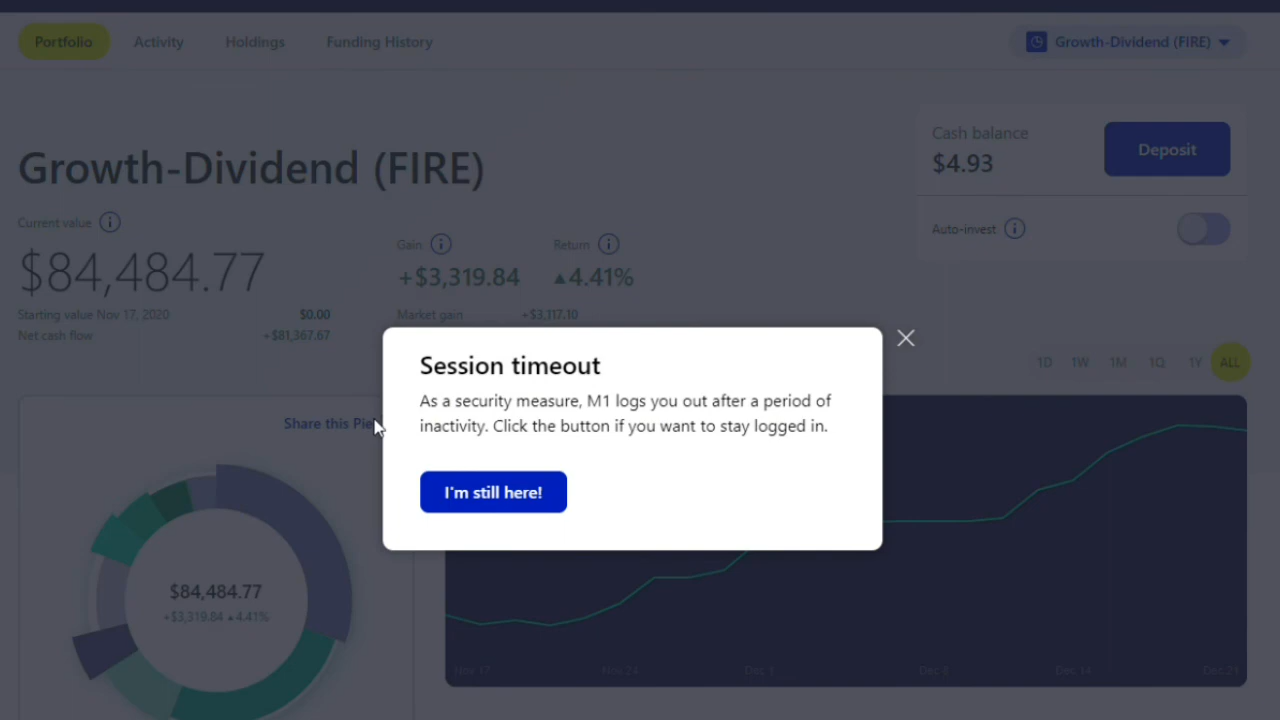 Portfolio
Activity
Holdings
Funding History
Growth-Dividend (FIRE)
Growth-Dividend (FIRE)
Cash balance
$4.93
Deposit
Auto-invest
Current value
$84,484.77
Starting value Nov 17, 2020 $0.00
Net cash flow +$81,367.67
Gain
+$3,319.84
Return
▲4.41%
Market gain +$3,117.10
1D 1W 1M 1Q 1Y ALL
Session timeout
As a security measure, M1 logs you out after a period of
inactivity. Click the button if you want to stay logged in.
I'm still here!
Share this Pie
$84,484.77
+$3,319.84 ▲4.41%
Nov 17 Nov 24 Dec Dec Dec 14 Dec